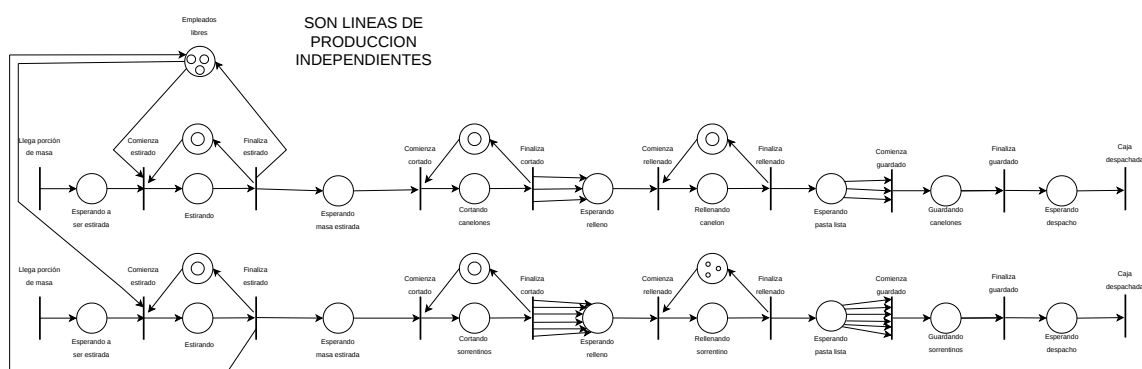 Empleados
libres
SON LINEAS DE
PRODUCCION
INDEPENDIENTES
Llega porción
de masa
Comienza
estirado
Finaliza
estirado
Comienza
cortado
Finaliza
cortado
Comienza
rellenado
Finaliza
rellenado
Comienza
guardado
Finaliza
guardado
Caja
despachada
Esperando a
ser estirada
Estirando
Esperando
masa estirada
Cortando
canelones
Esperando
relleno
Rellenando
canelon
Esperando
pasta lista
Guardando
canelones
Esperando
despacho
Llega porción
de masa
Comienza
estirado
Finaliza
estirado
Comienza
cortado
Finaliza
cortado
Comienza
rellenado
Finaliza
rellenado
Comienza
guardado
Finaliza
guardado
Caja
despachada
Esperando a
ser estirada
Estirando
Esperando
masa estirada
Cortando
sorrentinos
Esperando
relleno
Rellenando
sorrentino
Esperando
pasta lista
Guardando
sorrentinos
Esperando
despacho